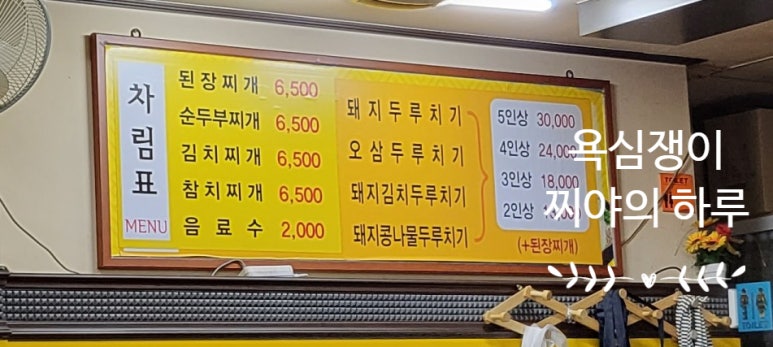 차림표
MENU
된장찌개 6,500
순두부찌개 6,500
김치찌개 6,500
참치찌개 6,500
음료수 2,000
돼지두루치기
오삼두루치기
돼지김치두루치기
돼지콩나물두루치기
5인상 30,000
4인상 24,000
3인상 18,000
2인상
(+된장찌개)
욕심쟁이
찌야의 하루
TOILET